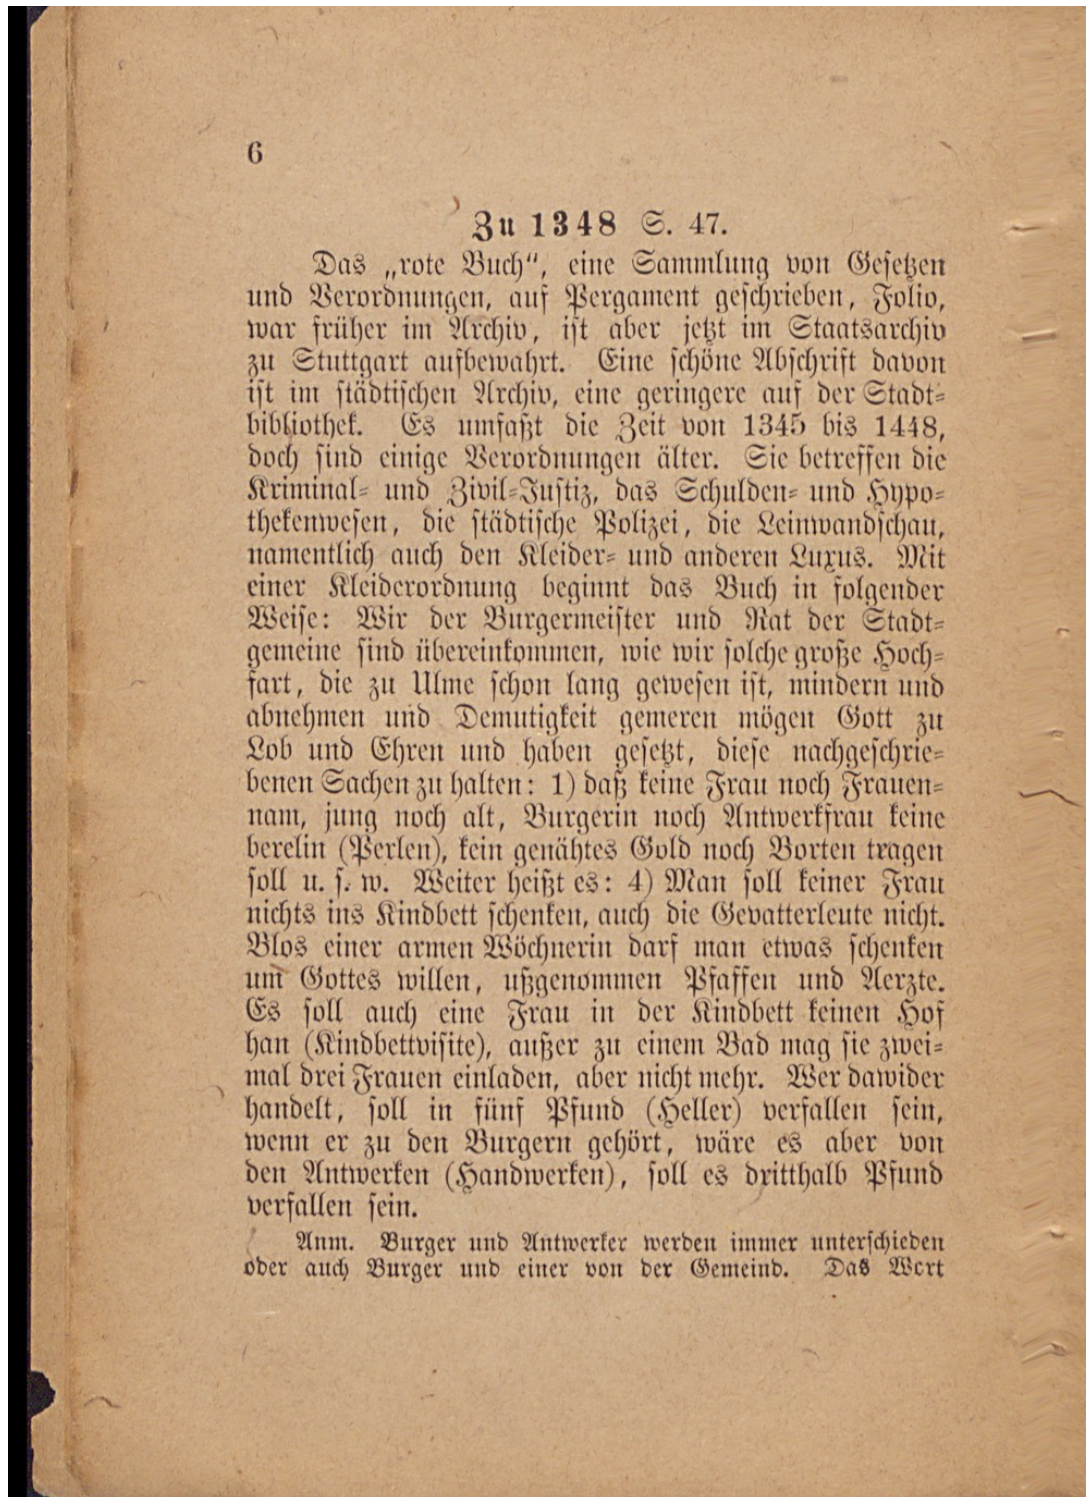 6
Zu 1348 S. 47.
Das „rote Buch“, eine Sammlung von Gesetzen
und Verordnungen, auf Pergament geschrieben, Folio,
war früher im Archiv, ist aber jetzt im Staatsarchiv
zu Stuttgart aufbewahrt. Eine schöne Abschrift davon
ist im städtischen Archiv, eine geringere auf der Stadt-
bibliothek. Es umfaßt die Zeit von 1345 bis 1448,
doch sind einige Verordnungen älter. Sie betreffen die
Kriminal- und Zivil-Justiz, das Schulden- und Hypo-
thekenwesen, die städtische Polizei, die Leinwandschau,
namentlich auch den Kleider- und anderen Luxus. Mit
einer Kleiderordnung beginnt das Buch in folgender
Weise: Wir der Burgermeister und Rat der Stadt-
gemeine sind übereinkommen, wie wir solche große Hoch-
fart, die zu Ulme schon lang gewesen ist, mindern und
abnehmen und Demutigkeit gemeren mögen Gott zu
Lob und Ehren und haben gesetzt, diese nachgeschrie-
benen Sachen zu halten: 1) daß keine Frau noch Frauen-
nam, jung noch alt, Burgerin noch Antwerkfrau keine
berelin (Perlen), kein genähtes Gold noch Borten tragen
soll u. s. w. Weiter heißt es: 4) Man soll keiner Frau
nichts ins Kindbett schenken, auch die Gevatterleute nicht.
Blos einer armen Wöchnerin darf man etwas schenken
um Gottes willen, ußgenommen Pfaffen und Aerzte.
Es soll auch eine Frau in der Kindbett keinen Hof
han (Kindbettvisite), außer zu einem Bad mag sie zwei-
mal drei Frauen einladen, aber nicht mehr. Wer dawider
handelt, soll in fünf Pfund (Heller) verfallen sein,
wenn er zu den Burgern gehört, wäre es aber von
den Antwerken (Handwerken), soll es dritthalb Pfund
verfallen sein.
Anm. Burger und Antwerker werden immer unterschieden
oder auch Burger und einer von der Gemeind. Das Wort